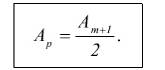 A_p = \frac{A_{m+1}}{2}.